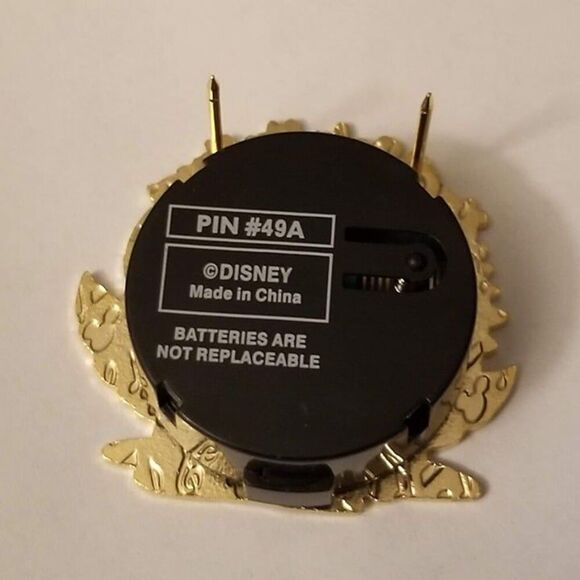 PIN #49A
©DISNEY
Made in China
BATTERIES ARE
NOT REPLACEABLE